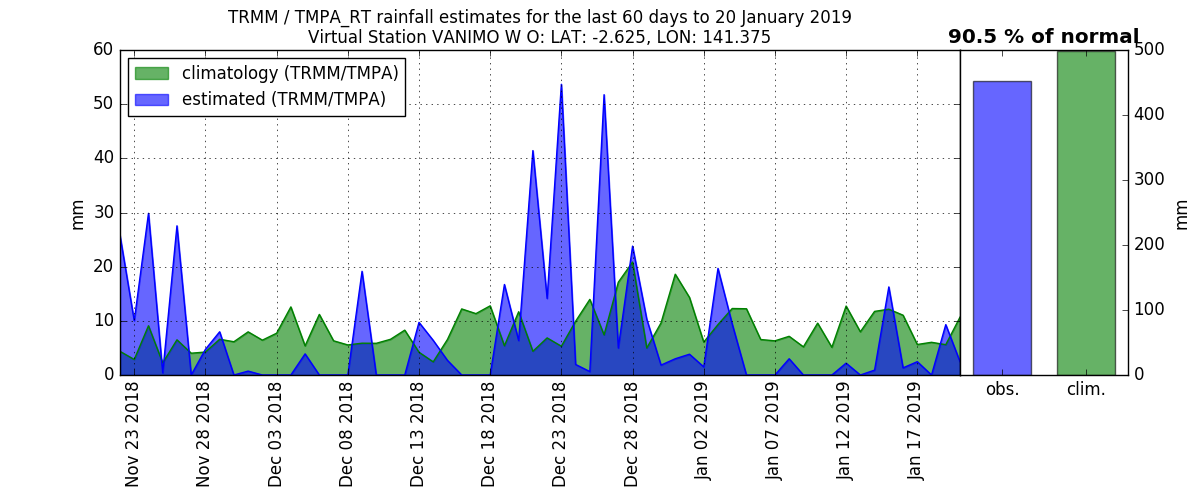 TRMM / TMPA_RT rainfall estimates for the last 60 days to 20 January 2019
Virtual Station VANIMO W O: LAT: -2.625, LON: 141.375
90.5 % of normal
climatology (TRMM/TMPA)
estimated (TRMM/TMPA)
60
50
40
30
20
10
0
mm
Nov 23 2018
Nov 28 2018
Dec 03 2018
Dec 08 2018
Dec 13 2018
Dec 18 2018
Dec 23 2018
Dec 28 2018
Jan 02 2019
Jan 07 2019
Jan 12 2019
Jan 17 2019
obs.
clim.
500
400
300
200
100
0
mm